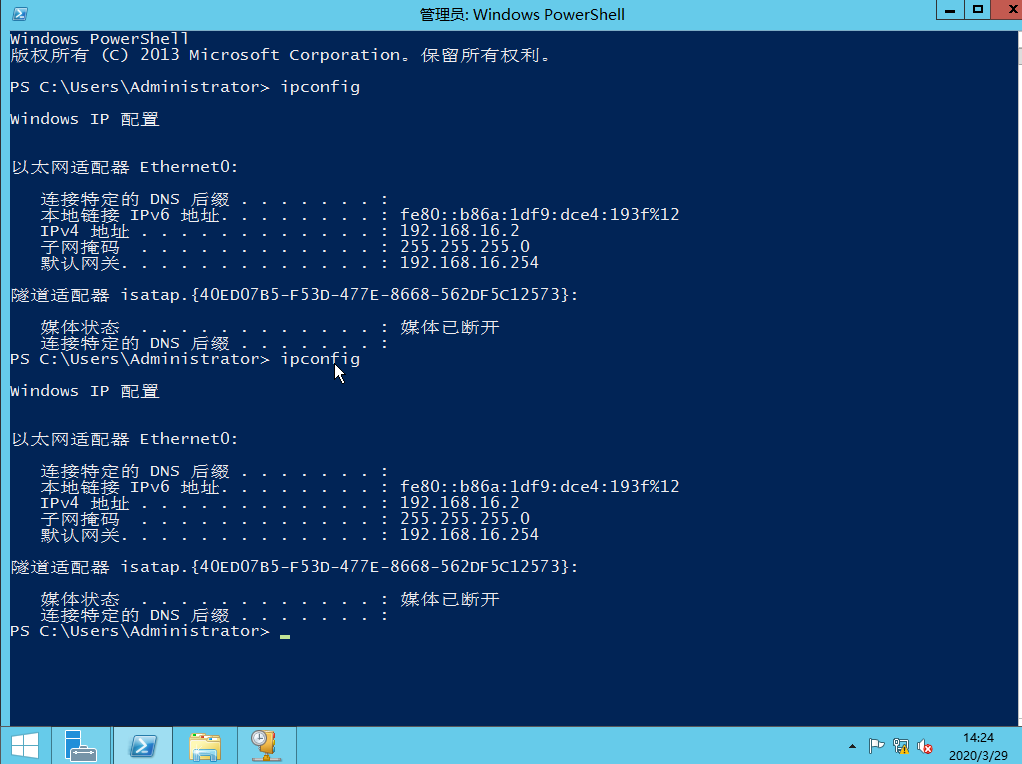 管理员: Windows PowerShell
Windows PowerShell
版权所有 (C) 2013 Microsoft Corporation。保留所有权利。
PS C:\Users\Administrator> ipconfig
Windows IP 配置
以太网适配器 Ethernet0:
连接特定的 DNS 后缀 . . . . . . . :
本地链接 IPv6 地址. . . . . . . . : fe80::b86a:1df9:dce4:193f%12
IPv4 地址 . . . . . . . . . . . . : 192.168.16.2
子网掩码  . . . . . . . . . . . . : 255.255.255.0
默认网关. . . . . . . . . . . . . : 192.168.16.254
隧道适配器 isatap.{40ED07B5-F53D-477E-8668-562DF5C12573}:
媒体状态  . . . . . . . . . . . . : 媒体已断开
连接特定的 DNS 后缀 . . . . . . . :
PS C:\Users\Administrator> ipconfig
Windows IP 配置
以太网适配器 Ethernet0:
连接特定的 DNS 后缀 . . . . . . . :
本地链接 IPv6 地址. . . . . . . . : fe80::b86a:1df9:dce4:193f%12
IPv4 地址 . . . . . . . . . . . . : 192.168.16.2
子网掩码  . . . . . . . . . . . . : 255.255.255.0
默认网关. . . . . . . . . . . . . : 192.168.16.254
隧道适配器 isatap.{40ED07B5-F53D-477E-8668-562DF5C12573}:
媒体状态  . . . . . . . . . . . . : 媒体已断开
连接特定的 DNS 后缀 . . . . . . . :
PS C:\Users\Administrator> _
14:24
2020/3/29